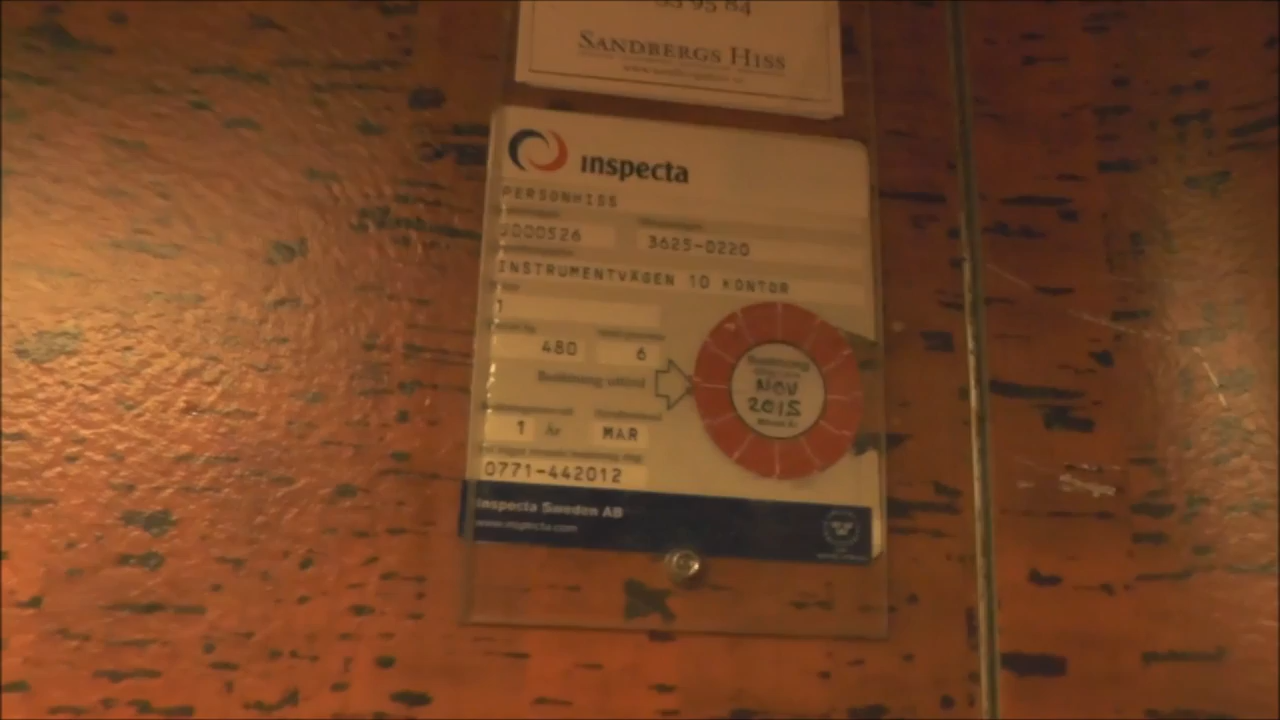 33 95 84
SANDBERGS HISS
inspecta
PERSONHISS
J000526 3625-0220
INSTRUMENTVÄGEN 10 KONTOR
1
480 6
Besiktning utförd
NOV
2015
1 År MAR
0771-442012
Inspecta Sweden AB
www.inspecta.com